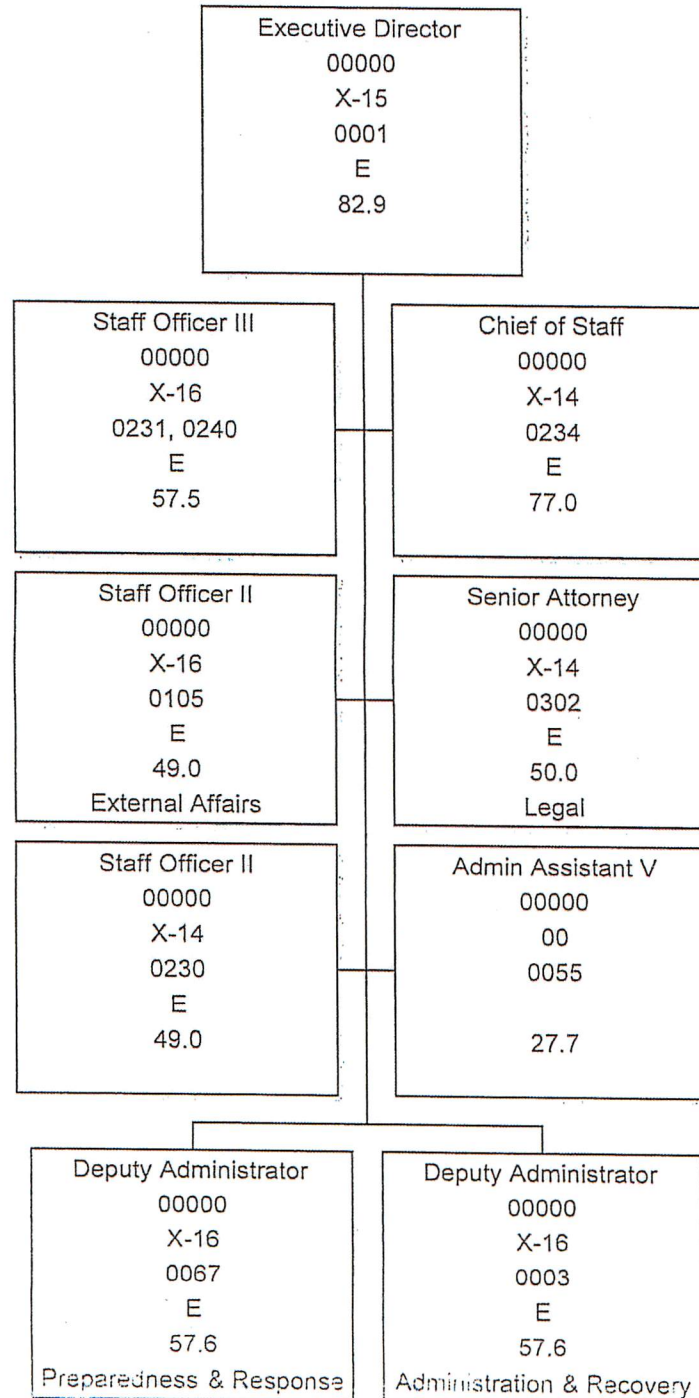 Executive Director
00000
X-15
0001
E
82.9
Staff Officer III
00000
X-16
0231, 0240
E
57.5
Chief of Staff
00000
X-14
0234
E
77.0
Staff Officer II
00000
X-16
0105
E
49.0
External Affairs
Senior Attorney
00000
X-14
0302
E
50.0
Legal
Staff Officer II
00000
X-14
0230
E
49.0
Admin Assistant V
00000
00
0055
27.7
Deputy Administrator
00000
X-16
0067
E
57.6
Preparedness & Response
Deputy Administrator
00000
X-16
0003
E
57.6
Administration & Recovery